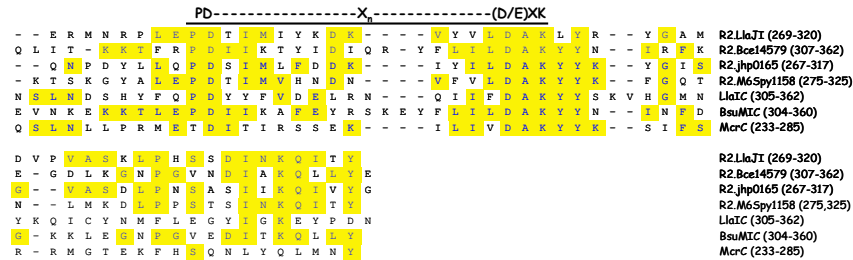 PD-----------------Xn--------------(D/E)XK
- - E R M N R P L E P D T I M I Y K D K - - - - V Y V L D A K L Y R - - Y G A M R2.LlaJI (269-320)
Q L I T - K K T F R P D I I K T Y I D I Q R - Y F L I L D A K Y Y N - - I R F K R2.Bce14579 (307-362)
- - Q N P D Y L L Q P D S I M L F D D K - - - - I Y I L D A K Y Y K - - Y G I S R2.jhp0165 (267-317)
- K T S K G Y A L E P D T I M V H N D N - - - - V F V L D A K Y Y K - - F G Q T R2.M6Spy1158 (275-325)
N S L N D S H Y F Q P D Y Y F V D E L R N - - - Q I I F D A K Y Y S K V H G M N LlaIC (305-362)
E V N K E K K T L E P D I I K A F E Y R S K E Y F L I L D A K Y Y N - - I N F D BsuMIC (304-360)
Q S L N L L P R M E T D I T I R S S E K - - - - I L I V D A K Y Y K - - S I F S McrC (233-285)
D V P V A S K L P H S S D I N K Q I T Y R2.LlaJI (269-320)
E - G D L K G N P G V N D I A K Q L L Y E R2.Bce14579 (307-362)
G - - V A S D L P N S A S I I K Q I V Y G R2.jhp0165 (267-317)
N - - L M K D L P P S T S I N K Q I T Y R2.M6Spy1158 (275,325)
Y K Q I C Y N M F L E G Y I G K E Y P D N LlaIC (305-362)
G - K K L E G N P G V E D I T K Q L L Y BsuMIC (304-360)
R - R M G T E K F H S Q N L Y Q L M N Y McrC (233-285)